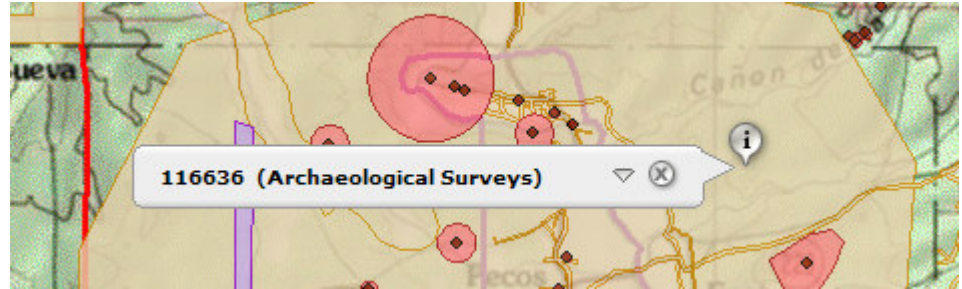 ueva
Cañon de
i
116636 (Archaeological Surveys)
Pecos